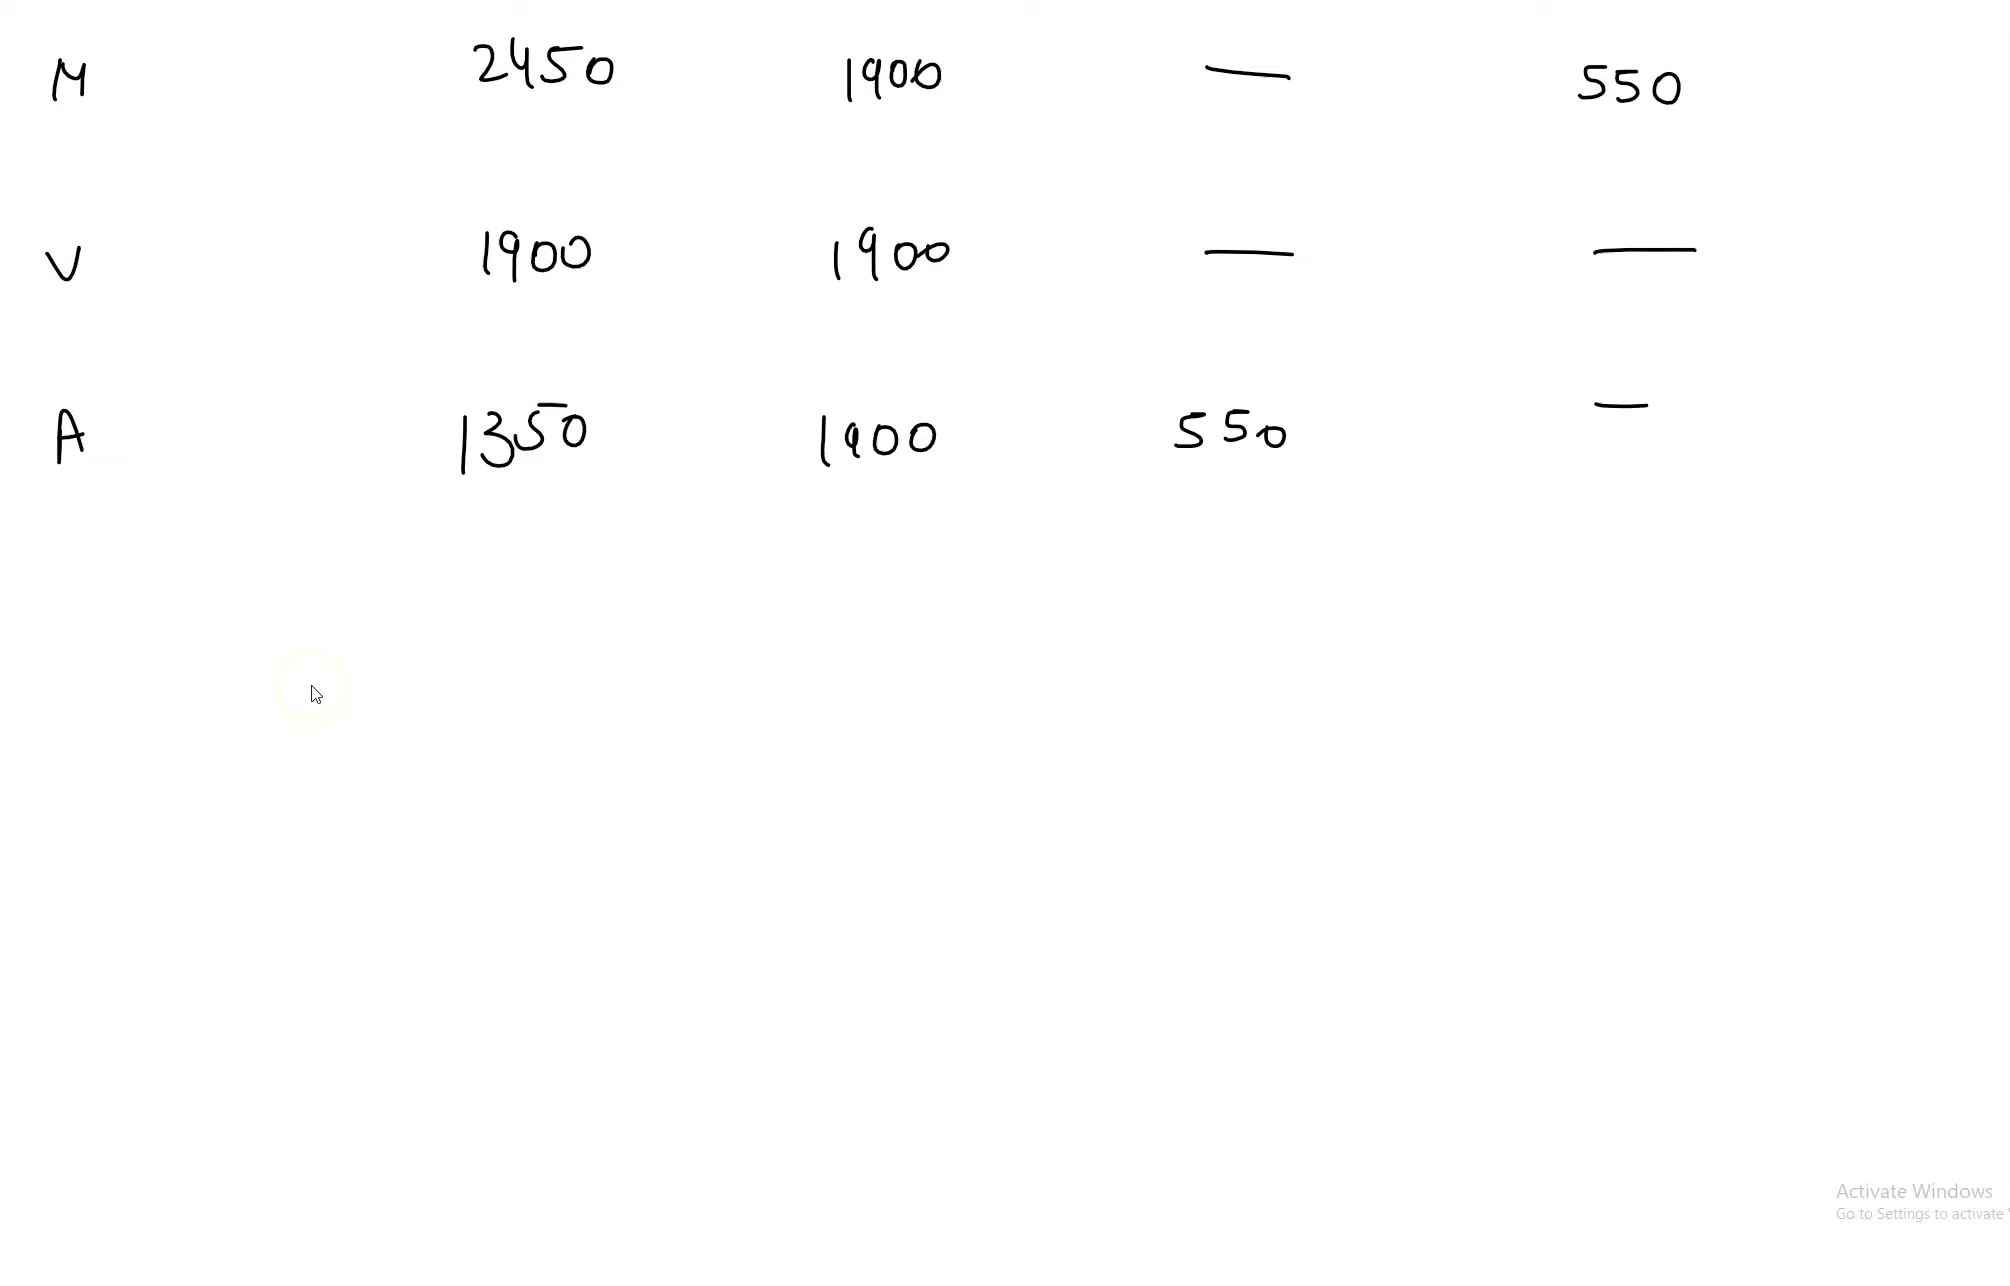 M 2450 1900 — 550
V 1900 1900 — —
A 1350 1900 550 —
Activate Windows
Go to Settings to activate